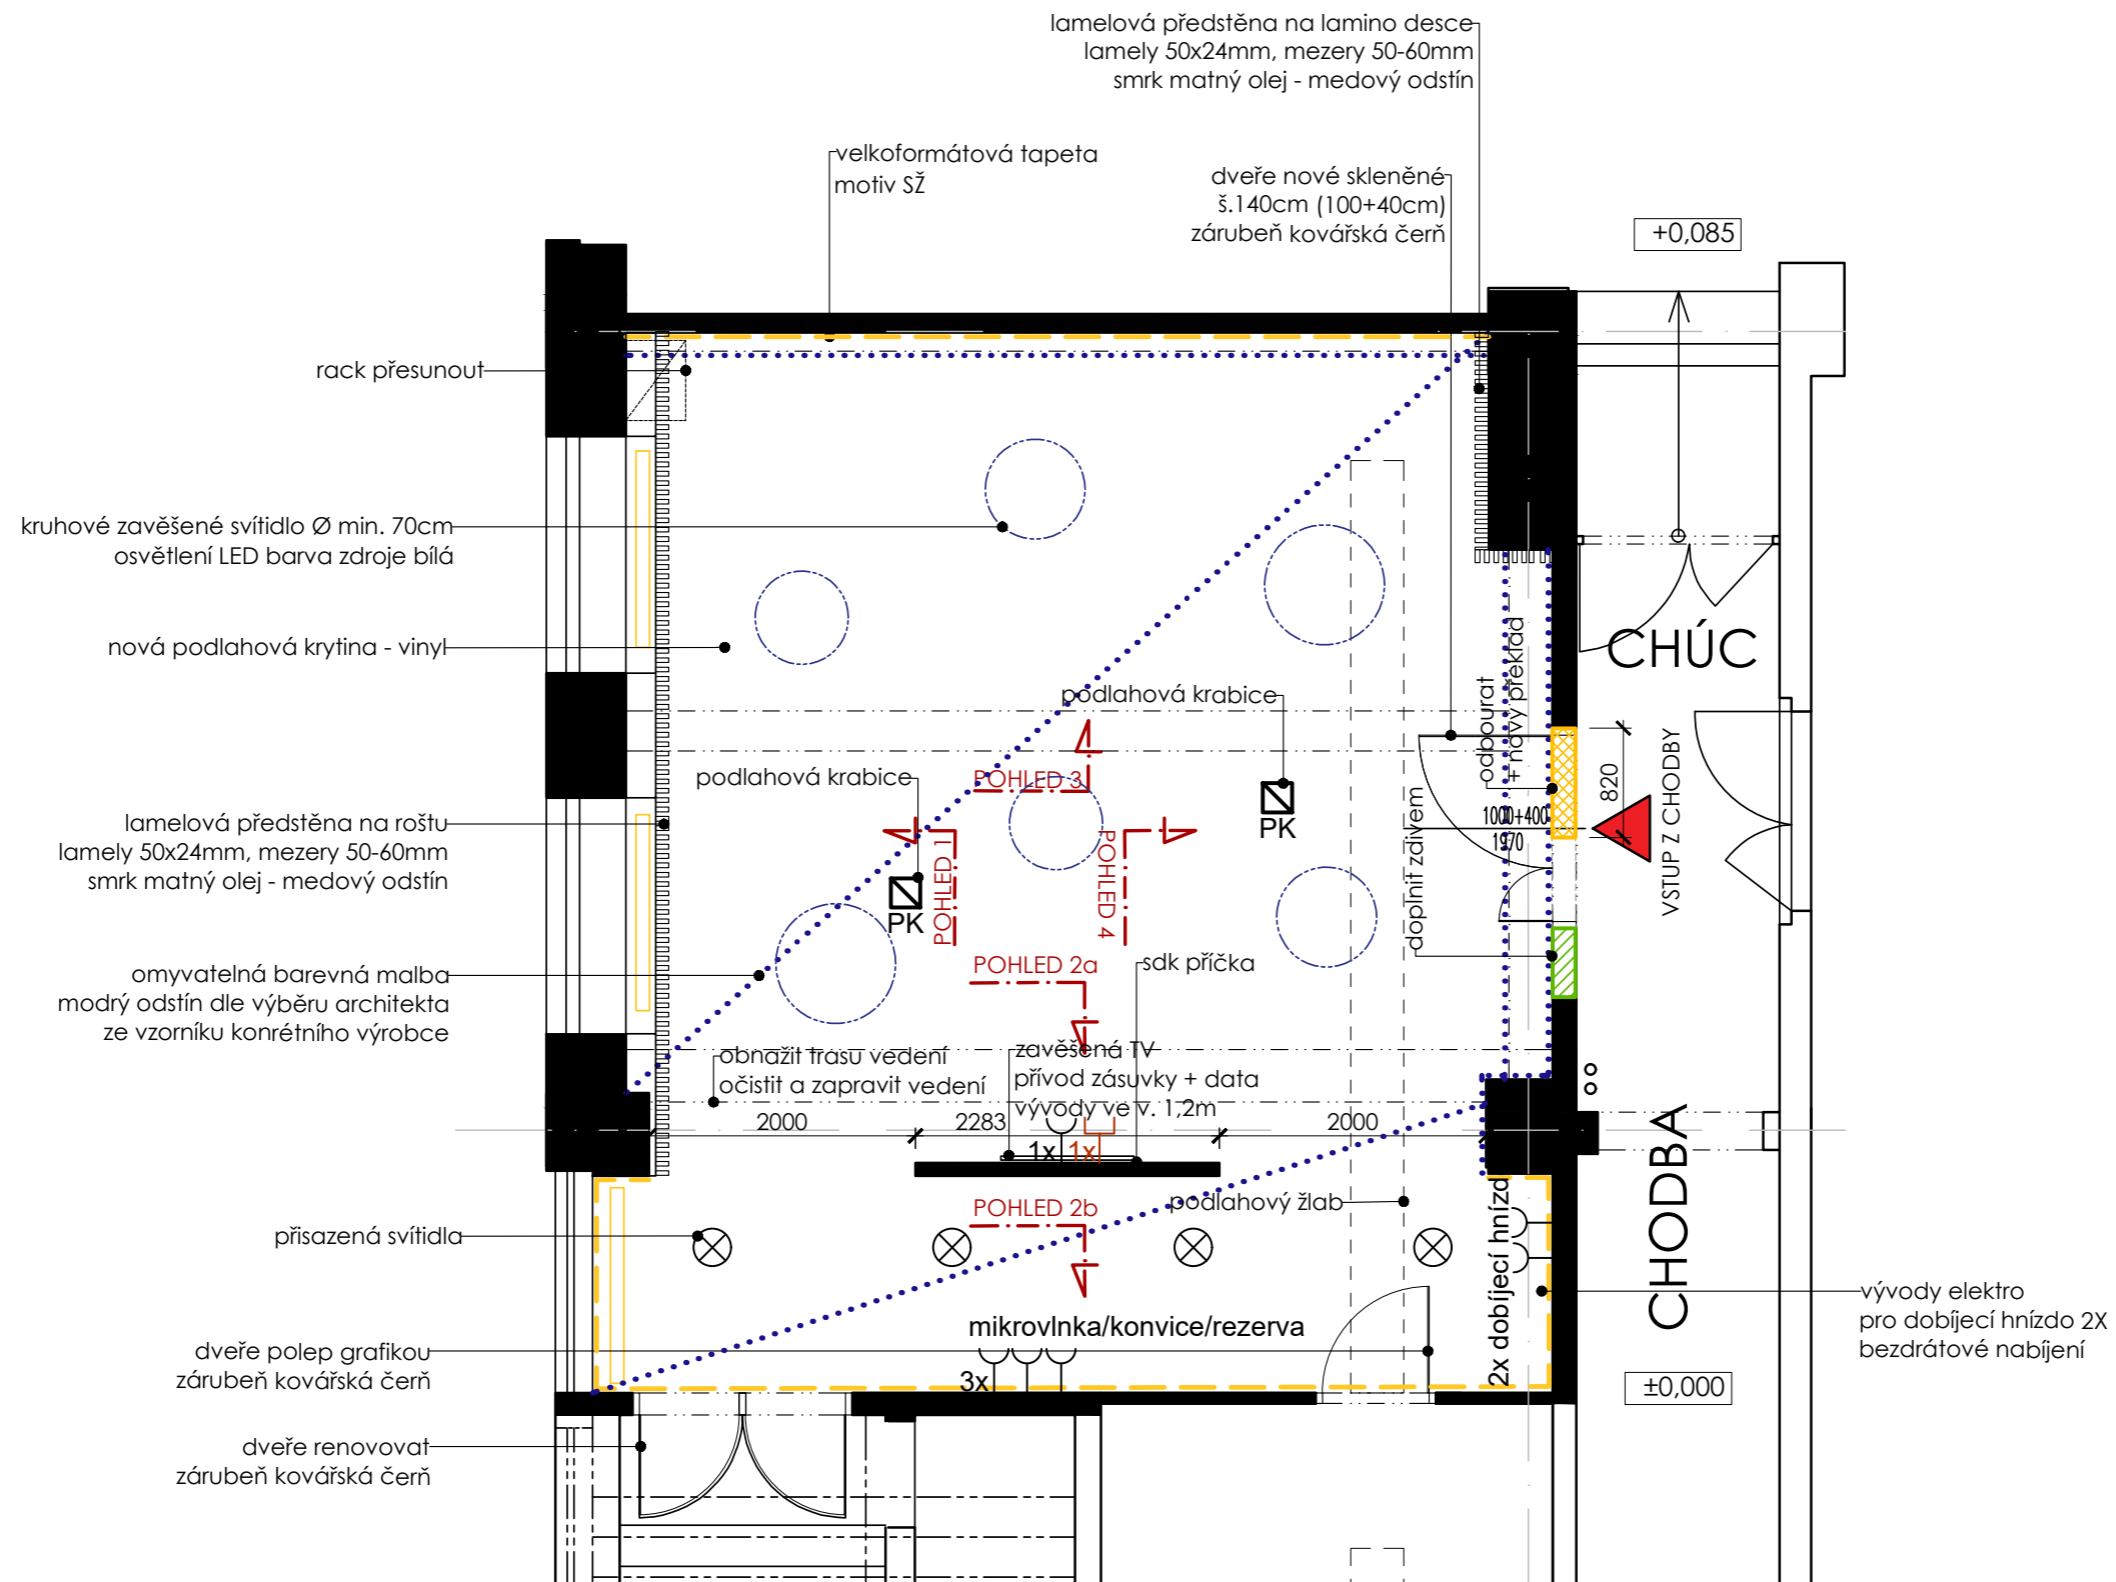 lamelová předstěna na lamino desce
lamely 50x24mm, mezery 50-60mm
smrk matný olej - medový odstín
velkoformátová tapeta
motiv SŽ
dveře nové skleněné
š.140cm (100+40cm)
zárubeň kovářská čerň
+0,085
rack přesunout
kruhové zavěšené svítidlo Ø min. 70cm
osvětlení LED barva zdroje bílá
nová podlahová krytina - vinyl
CHÚC
podlahová krabice
odbourat
+ nový překlad
podlahová krabice
POHLED 3
820
VSTUP Z CHODBY
PK
1000+400
1970
lamelová předstěna na roštu
lamely 50x24mm, mezery 50-60mm
smrk matný olej - medový odstín
POHLED 1
POHLED 4
doplnit zdivem
PK
omyvatelná barevná malba
modrý odstín dle výběru architekta
ze vzorníku konrétního výrobce
POHLED 2a
sdk příčka
obnažit trasu vedení
očistit a zapravit vedení
zavěšená TV
přívod zásuvky + data
vývody ve v. 1,2m
2000
2283
2000
1x
1x
CHODBA
přisazená svítidla
POHLED 2b
podlahový žlab
2x dobíjecí hnízd
vývody elektro
pro dobíjecí hnízdo 2X
bezdrátové nabíjení
mikrovlnka/konvice/rezerva
3x
dveře polep grafikou
zárubeň kovářská čerň
±0,000
dveře renovovat
zárubeň kovářská čerň